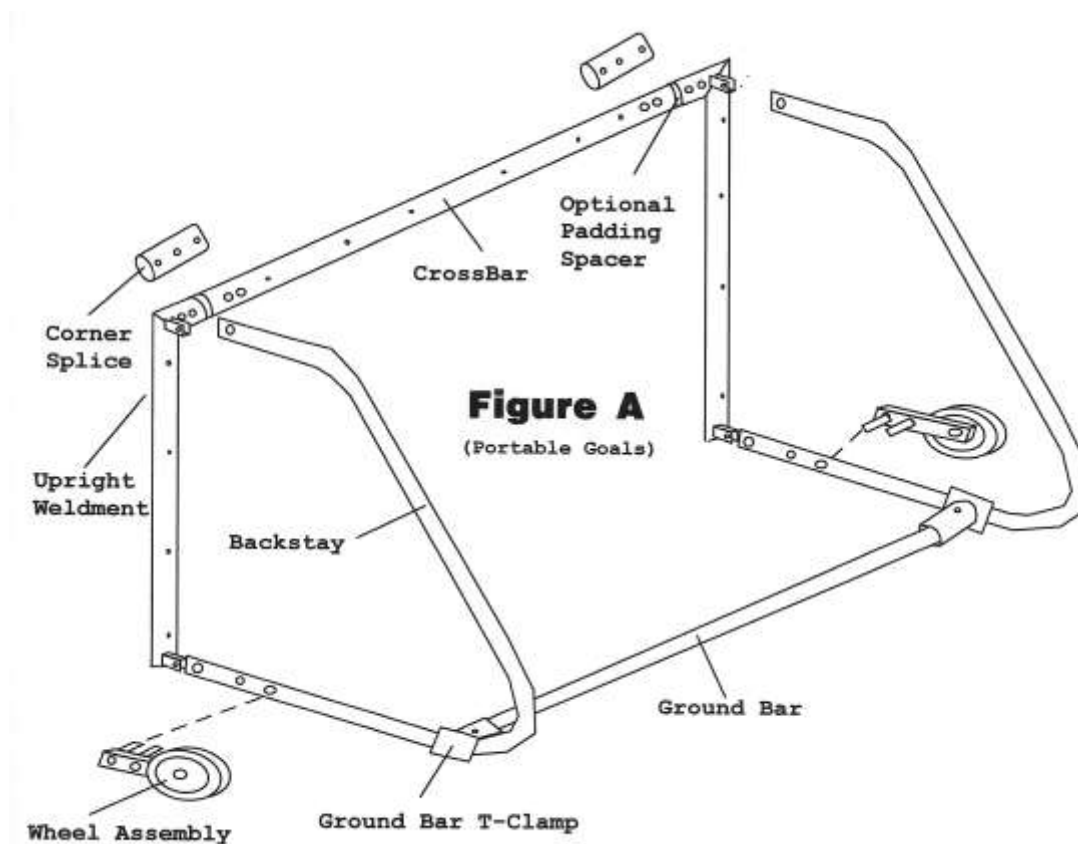 Optional
Padding
Spacer
CrossBar
Corner
Splice
Figure A
(Portable Goals)
Upright
Weldment
Backstay
Ground Bar
Ground Bar T-Clamp
Wheel Assembly